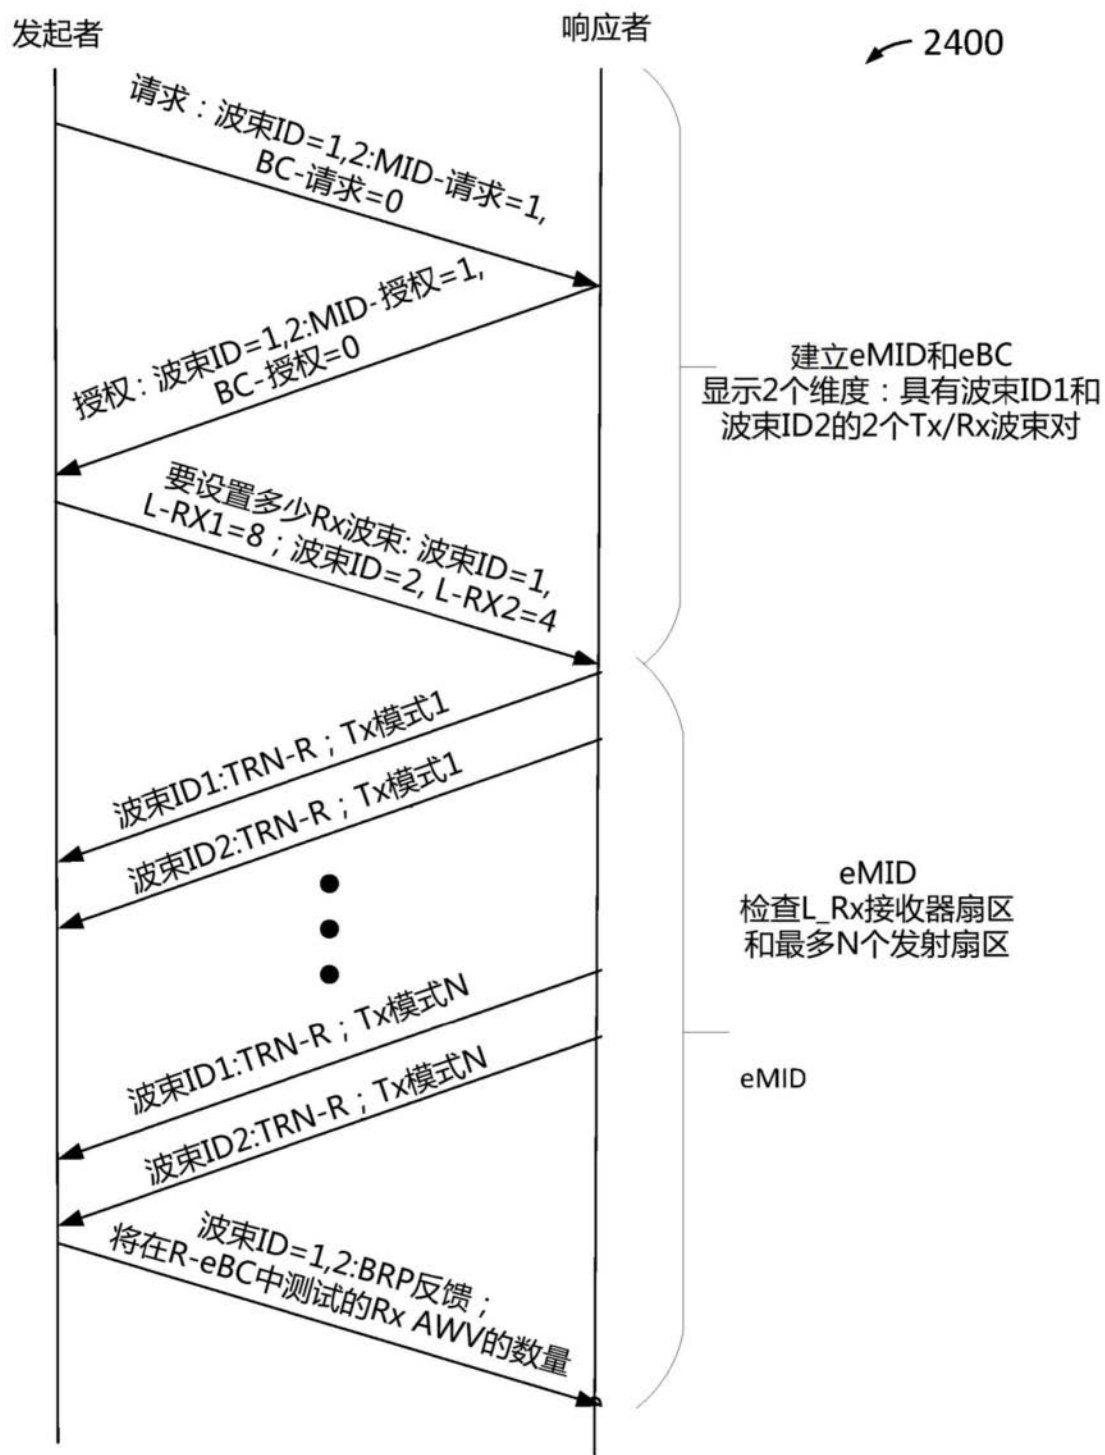 发起者
响应者
2400
请求：波束ID=1,2:MID-请求=1,
BC-请求=0
授权: 波束ID=1,2:MID-授权=1,
BC-授权=0
建立eMID和eBC
显示2个维度：具有波束ID1和
波束ID2的2个Tx/Rx波束对
要设置多少Rx波束: 波束ID=1,
L-RX1=8；波束ID=2, L-RX2=4
波束ID1:TRN-R；Tx模式1
波束ID2:TRN-R；Tx模式1
eMID
检查L_Rx接收器扇区
和最多N个发射扇区
波束ID1:TRN-R；Tx模式N
波束ID2:TRN-R；Tx模式N
eMID
波束ID=1,2:BRP反馈；
将在R-eBC中测试的Rx AWV的数量